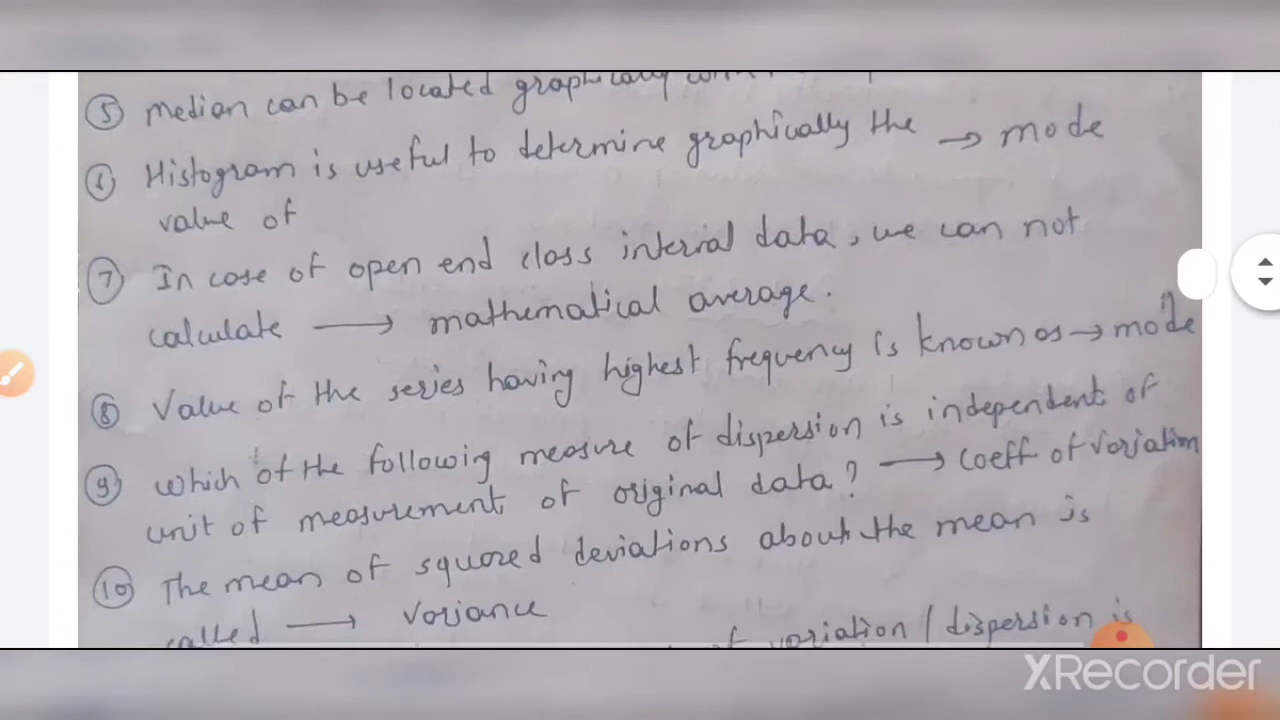 ⑤ Median can be located graphically
⑥ Histogram is useful to determine graphically the → mode
value of
⑦ In case of open end class interval data, we can not
calculate → mathematical average.
⑧ Value of the series having highest frequency is known as → mode
⑨ which of the following measure of dispersion is independent of
unit of measurement of original data? → coeff of variation
⑩ The mean of squared deviations about the mean is
called → variance
of variation / dispersion is
XRecorder